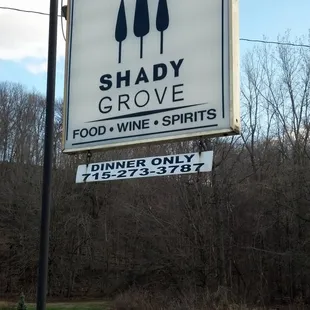 SHADY
GROVE
FOOD • WINE • SPIRITS
DINNER ONLY
715-273-3787